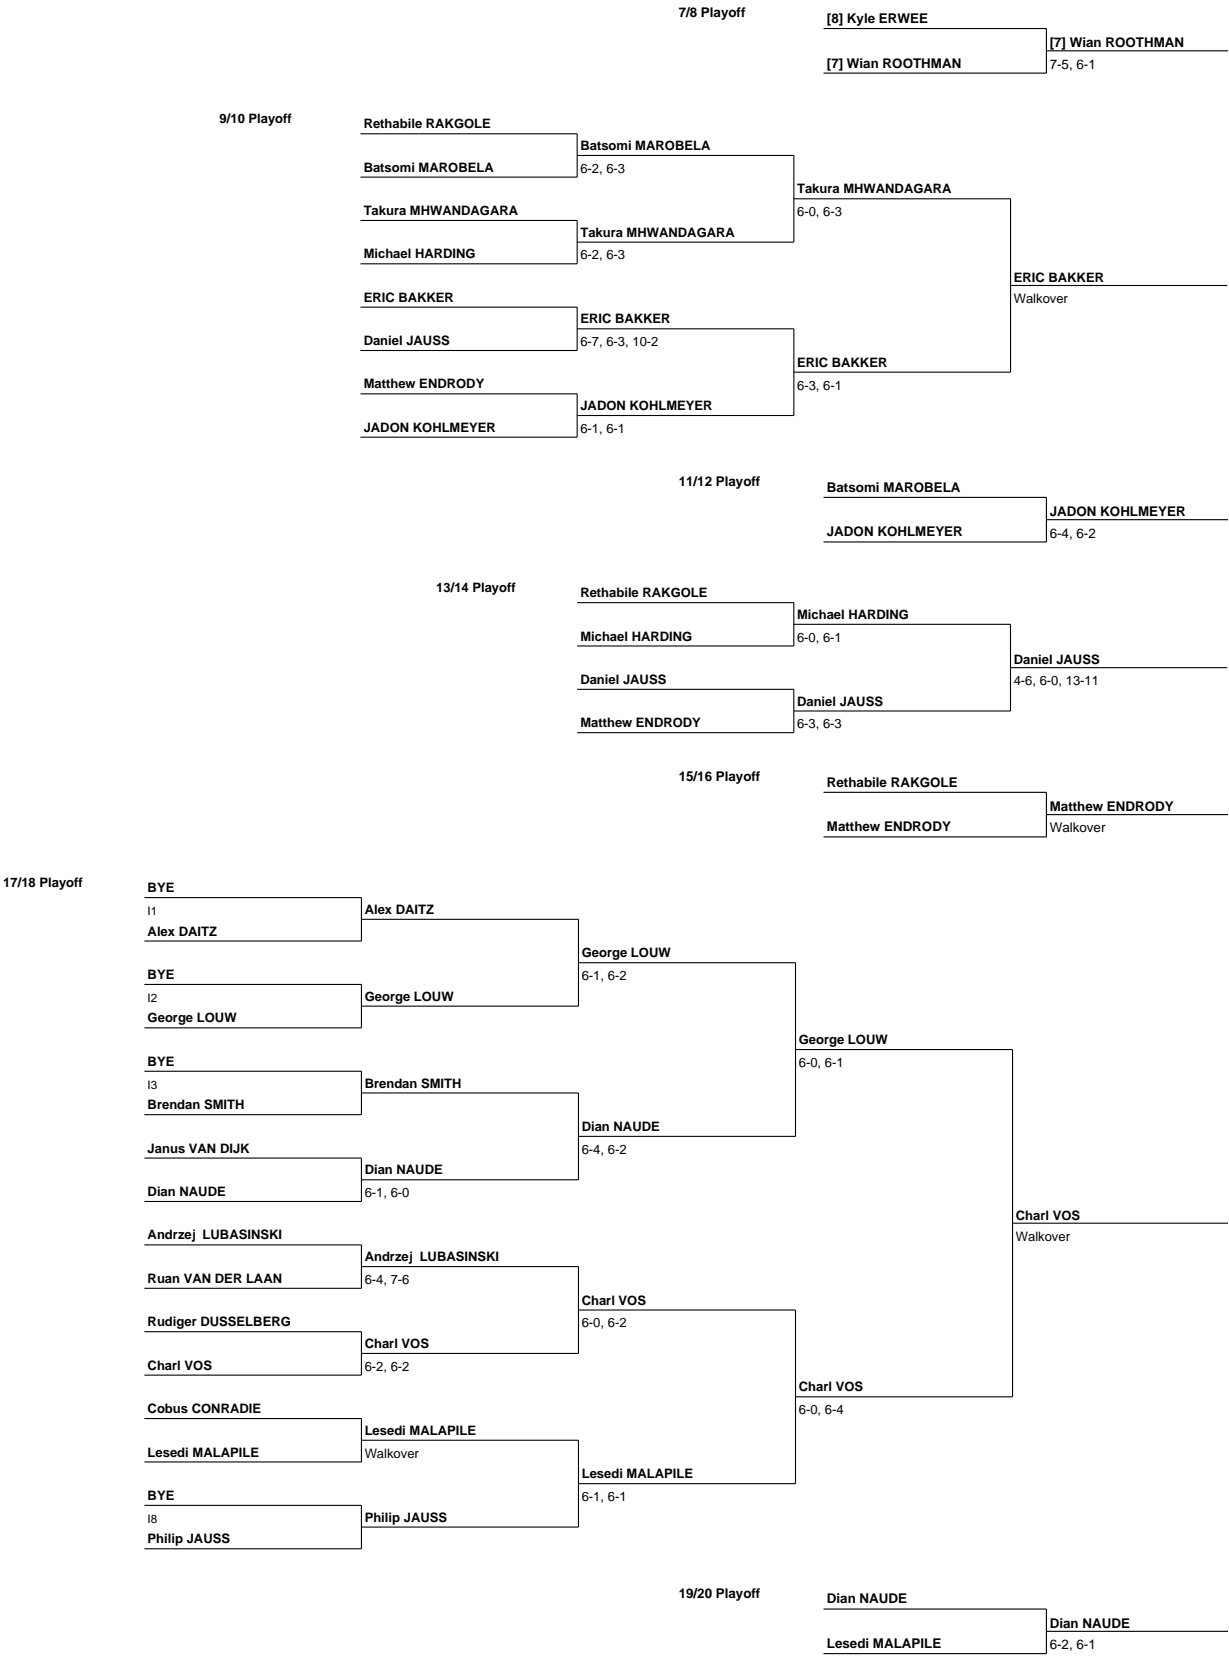 7/8 Playoff
[8] Kyle ERWEE
[7] Wian ROOTHMAN
[7] Wian ROOTHMAN
7-5, 6-1
9/10 Playoff
Rethabile RAKGOLE
Batsomi MAROBELA
Batsomi MAROBELA
6-2, 6-3
Takura MHWANDAGARA
6-0, 6-3
Takura MHWANDAGARA
Takura MHWANDAGARA
Michael HARDING
6-2, 6-3
ERIC BAKKER
Walkover
ERIC BAKKER
ERIC BAKKER
Daniel JAUSS
6-7, 6-3, 10-2
ERIC BAKKER
6-3, 6-1
Matthew ENDRODY
JADON KOHLMEYER
JADON KOHLMEYER
6-1, 6-1
11/12 Playoff
Batsomi MAROBELA
JADON KOHLMEYER
JADON KOHLMEYER
6-4, 6-2
13/14 Playoff
Rethabile RAKGOLE
Michael HARDING
Michael HARDING
6-0, 6-1
Daniel JAUSS
4-6, 6-0, 13-11
Daniel JAUSS
Daniel JAUSS
Matthew ENDRODY
6-3, 6-3
15/16 Playoff
Rethabile RAKGOLE
Matthew ENDRODY
Matthew ENDRODY
Walkover
17/18 Playoff
BYE
I1
Alex DAITZ
Alex DAITZ
George LOUW
6-1, 6-2
BYE
I2
George LOUW
George LOUW
George LOUW
6-0, 6-1
BYE
I3
Brendan SMITH
Brendan SMITH
Dian NAUDE
6-4, 6-2
Janus VAN DIJK
Dian NAUDE
Dian NAUDE
6-1, 6-0
Charl VOS
Walkover
Andrzej  LUBASINSKI
Andrzej  LUBASINSKI
Ruan VAN DER LAAN
6-4, 7-6
Charl VOS
6-0, 6-2
Rudiger DUSSELBERG
Charl VOS
Charl VOS
6-2, 6-2
Charl VOS
6-0, 6-4
Cobus CONRADIE
Lesedi MALAPILE
Lesedi MALAPILE
Walkover
Lesedi MALAPILE
6-1, 6-1
BYE
I8
Philip JAUSS
Philip JAUSS
19/20 Playoff
Dian NAUDE
Dian NAUDE
Lesedi MALAPILE
6-2, 6-1